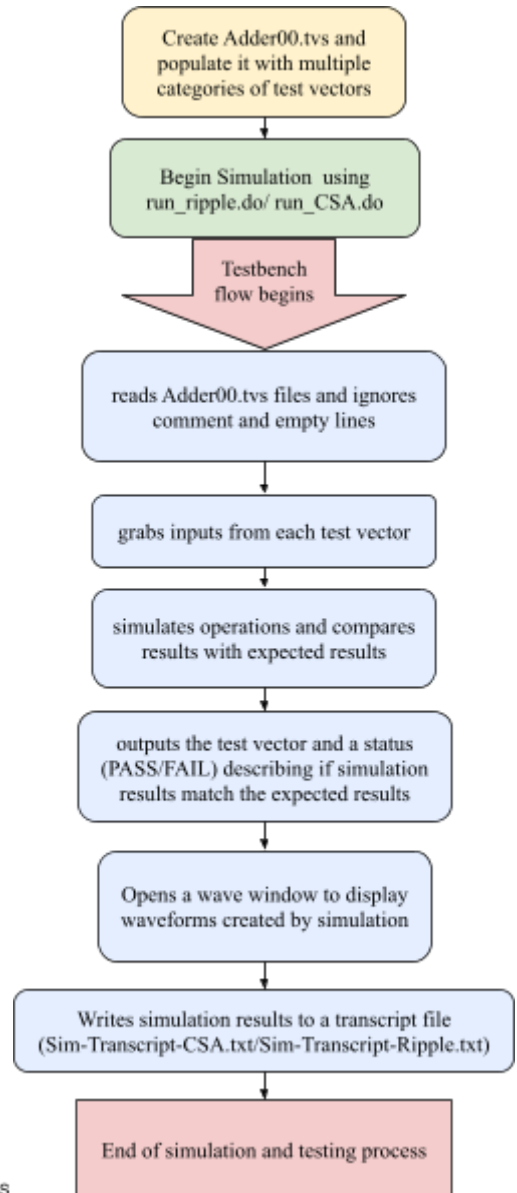 Create Adder00.tvs and
populate it with multiple
categories of test vectors
Begin Simulation using
run_ripple.do/ run_CSA.do
Testbench
flow begins
reads Adder00.tvs files and ignores
comment and empty lines
grabs inputs from each test vector
simulates operations and compares
results with expected results
outputs the test vector and a status
(PASS/FAIL) describing if simulation
results match the expected results
Opens a wave window to display
waveforms created by simulation
Writes simulation results to a transcript file
(Sim-Transcript-CSA.txt/Sim-Transcript-Ripple.txt)
End of simulation and testing process
s